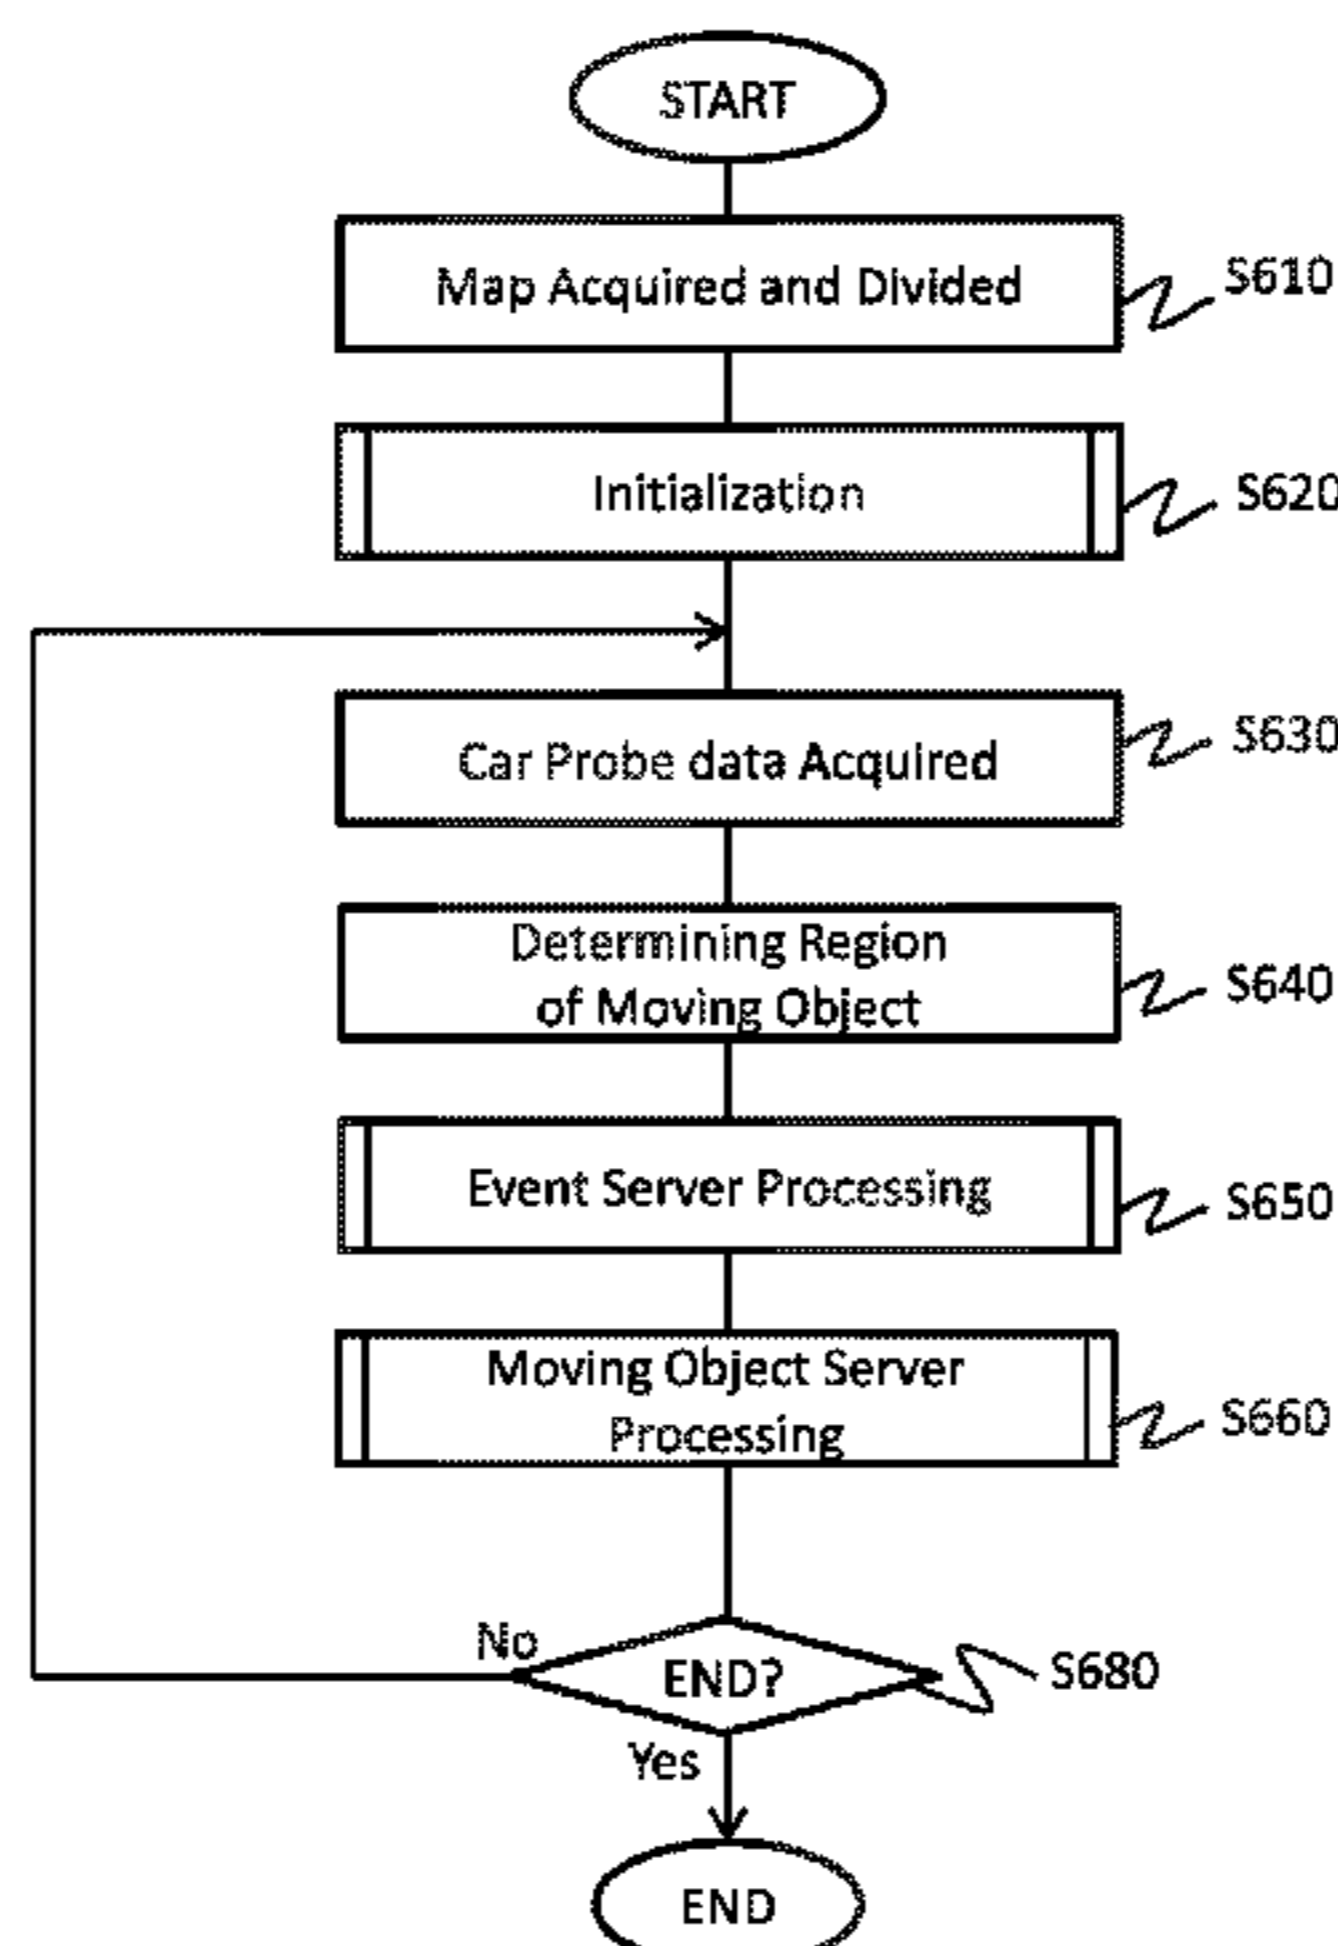 START
Map Acquired and Divided
S610
Initialization
S620
Car Probe data Acquired
S630
Determining Region
of Moving Object
S640
Event Server Processing
S650
Moving Object Server
Processing
S660
No
END?
S680
Yes
END